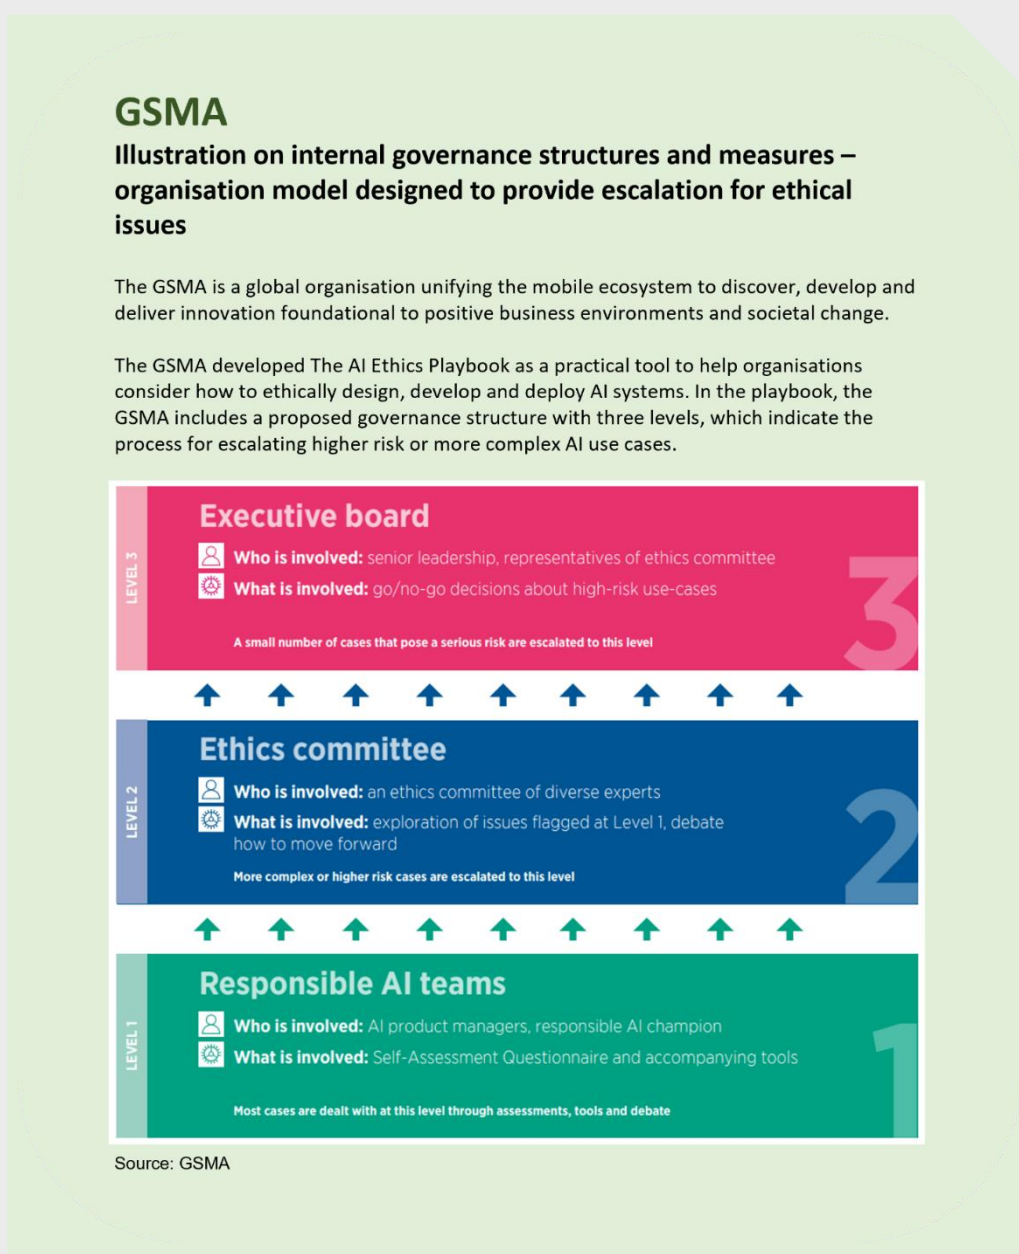 GSMA
Illustration on internal governance structures and measures –
organisation model designed to provide escalation for ethical
issues
The GSMA is a global organisation unifying the mobile ecosystem to discover, develop and
deliver innovation foundational to positive business environments and societal change.
The GSMA developed The AI Ethics Playbook as a practical tool to help organisations
consider how to ethically design, develop and deploy AI systems. In the playbook, the
GSMA includes a proposed governance structure with three levels, which indicate the
process for escalating higher risk or more complex AI use cases.
LEVEL 3
Executive board
Who is involved: senior leadership, representatives of ethics committee
What is involved: go/no-go decisions about high-risk use-cases
A small number of cases that pose a serious risk are escalated to this level
3
LEVEL 2
Ethics committee
Who is involved: an ethics committee of diverse experts
What is involved: exploration of issues flagged at Level 1, debate
how to move forward
More complex or higher risk cases are escalated to this level
2
LEVEL 1
Responsible AI teams
Who is involved: AI product managers, responsible AI champion
What is involved: Self-Assessment Questionnaire and accompanying tools
Most cases are dealt with at this level through assessments, tools and debate
1
Source: GSMA